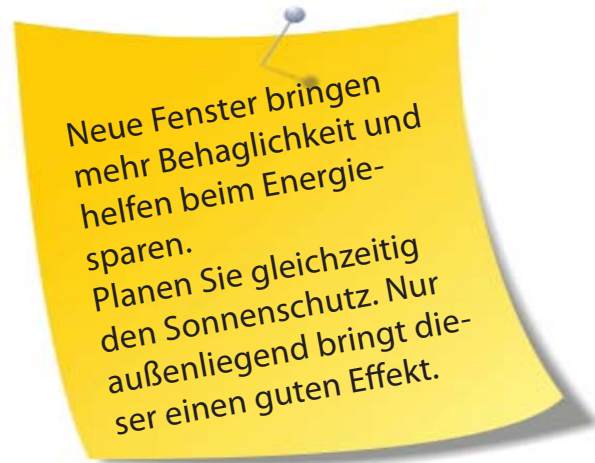 Neue Fenster bringen
mehr Behaglichkeit und
helfen beim Energie-
sparen.
Planen Sie gleichzeitig
den Sonnenschutz. Nur
außenliegend bringt die-
ser einen guten Effekt.